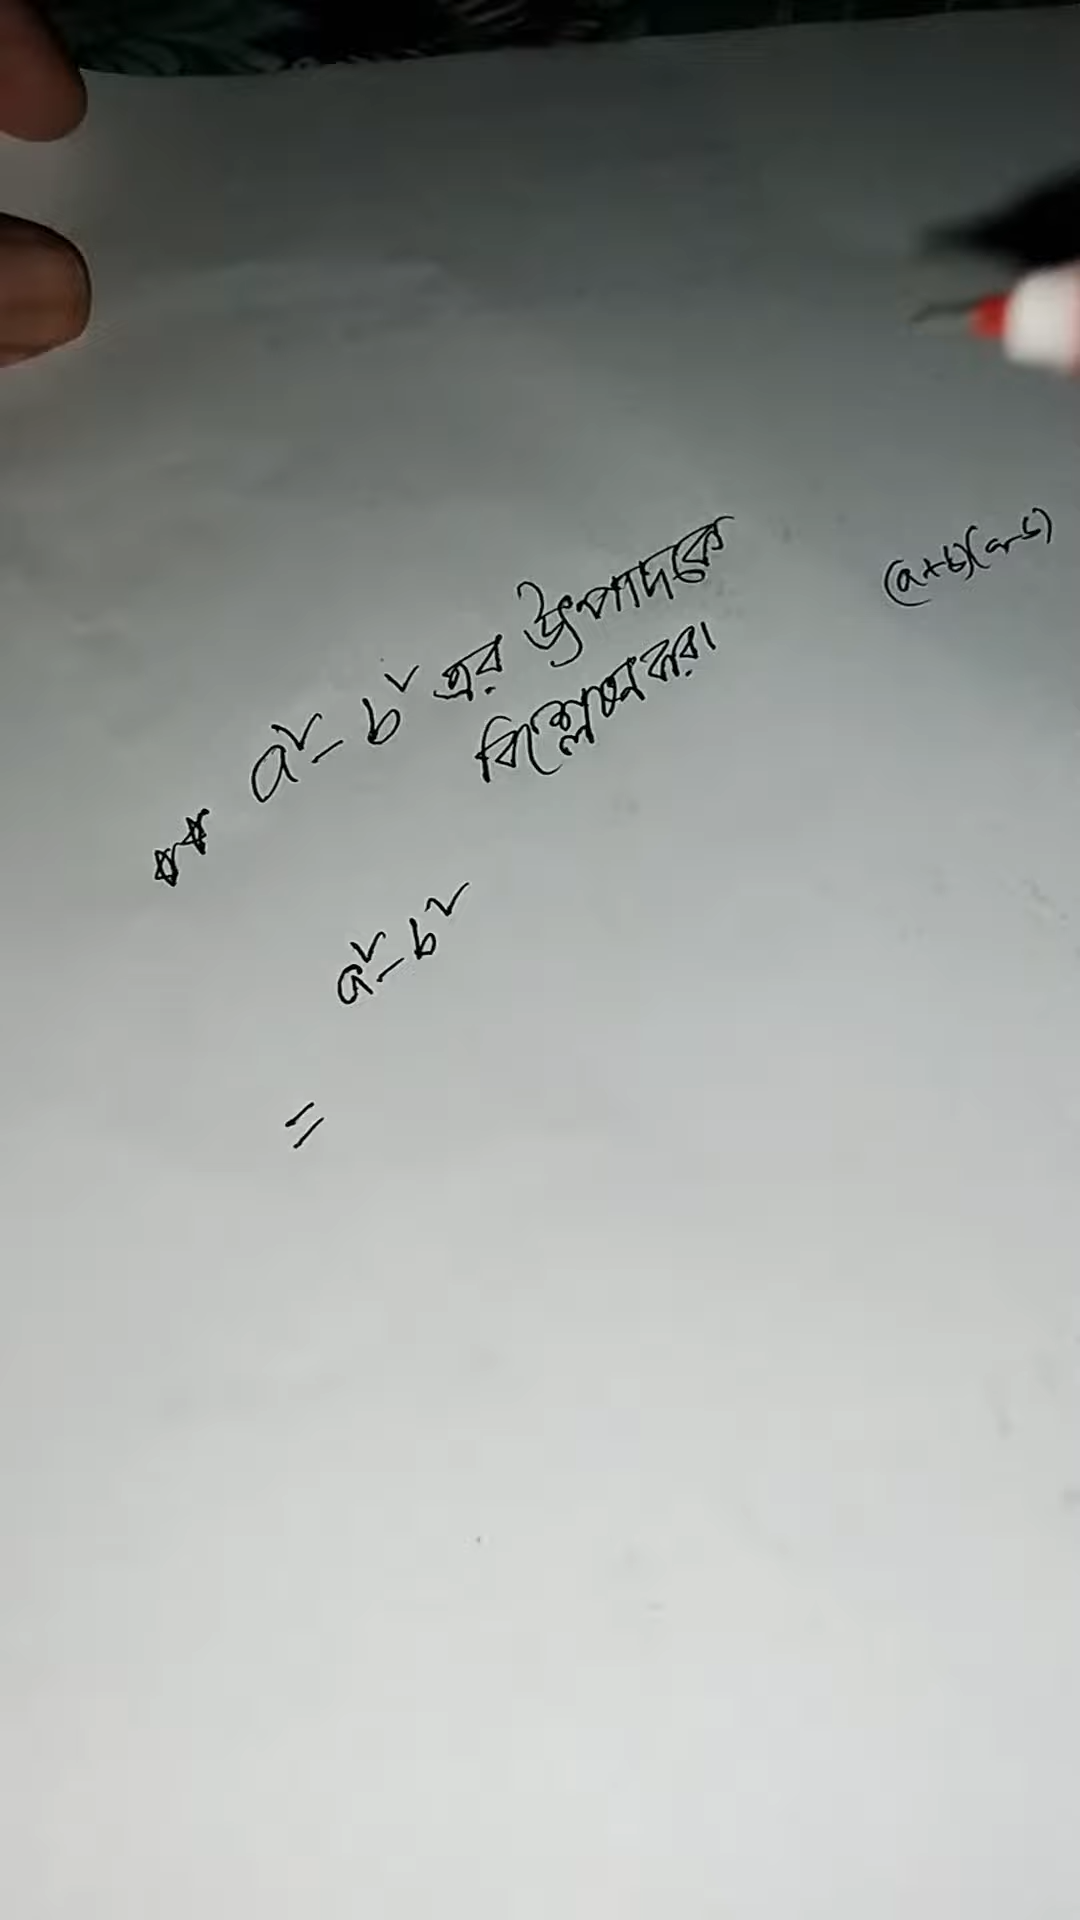 ** a² - b² এর উৎপাদকে
বিশ্লেষণ কর।
(a+b)(a-b)
a² - b²
=